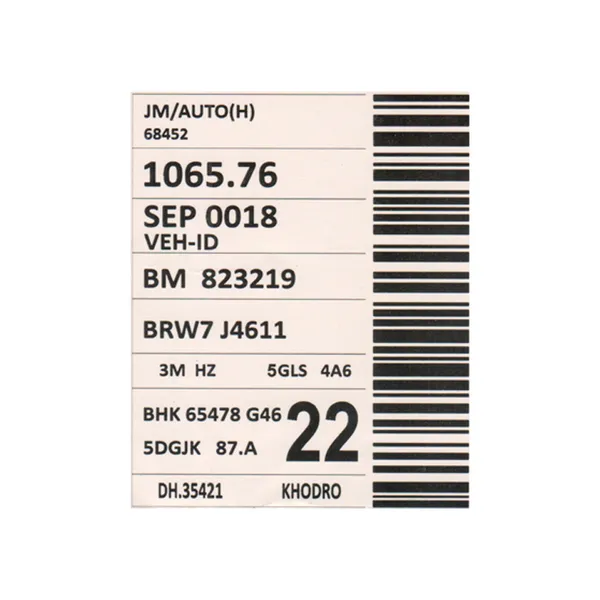 JM/AUTO(H)
68452
1065.76
SEP 0018
VEH-ID
BM 823219
BRW7 J4611
3M HZ 5GLS 4A6
BHK 65478 G46 22
5DGJK 87.A
DH.35421 KHODRO